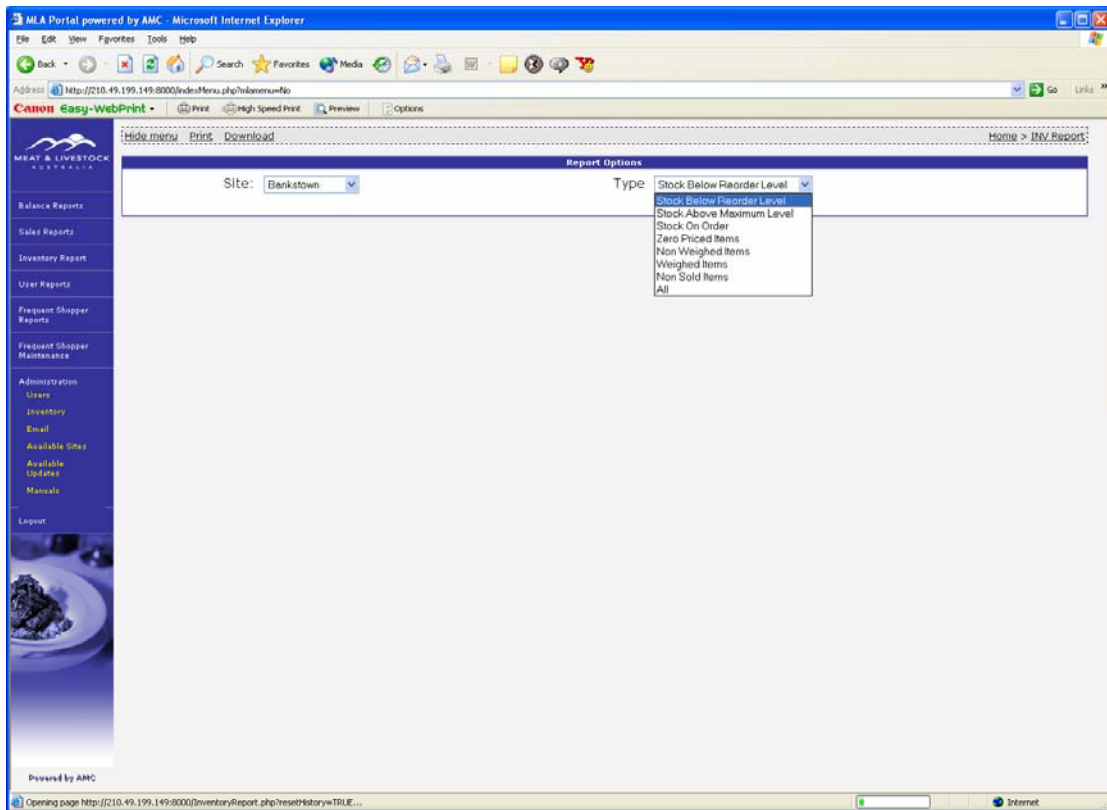 MLA Portal powered by AMC - Microsoft Internet Explorer
File Edit View Favorites Tools Help
Back Search Favorites Media
Address http://210.49.199.149:8000/indexMenu.php?mlamenu=No Go Links »
Canon Easy-WebPrint Print High Speed Print Preview Options
MEAT & LIVESTOCK
AUSTRALIA
Hide menu Print Download Home > INV Report
Report Options
Site: Bankstown Type Stock Below Reorder Level
Stock Below Reorder Level
Stock Above Maximum Level
Stock On Order
Zero Priced Items
Non Weighed Items
Weighed Items
Non Sold Items
All
Balance Reports
Sales Reports
Inventory Report
User Reports
Frequent Shopper
Reports
Frequent Shopper
Maintenance
Administration
Users
Inventory
Email
Available Sites
Available
Updates
Manuals
Logout
Powered by AMC
Opening page http://210.49.199.149:8000/InventoryReport.php?resetHistory=TRUE... Internet